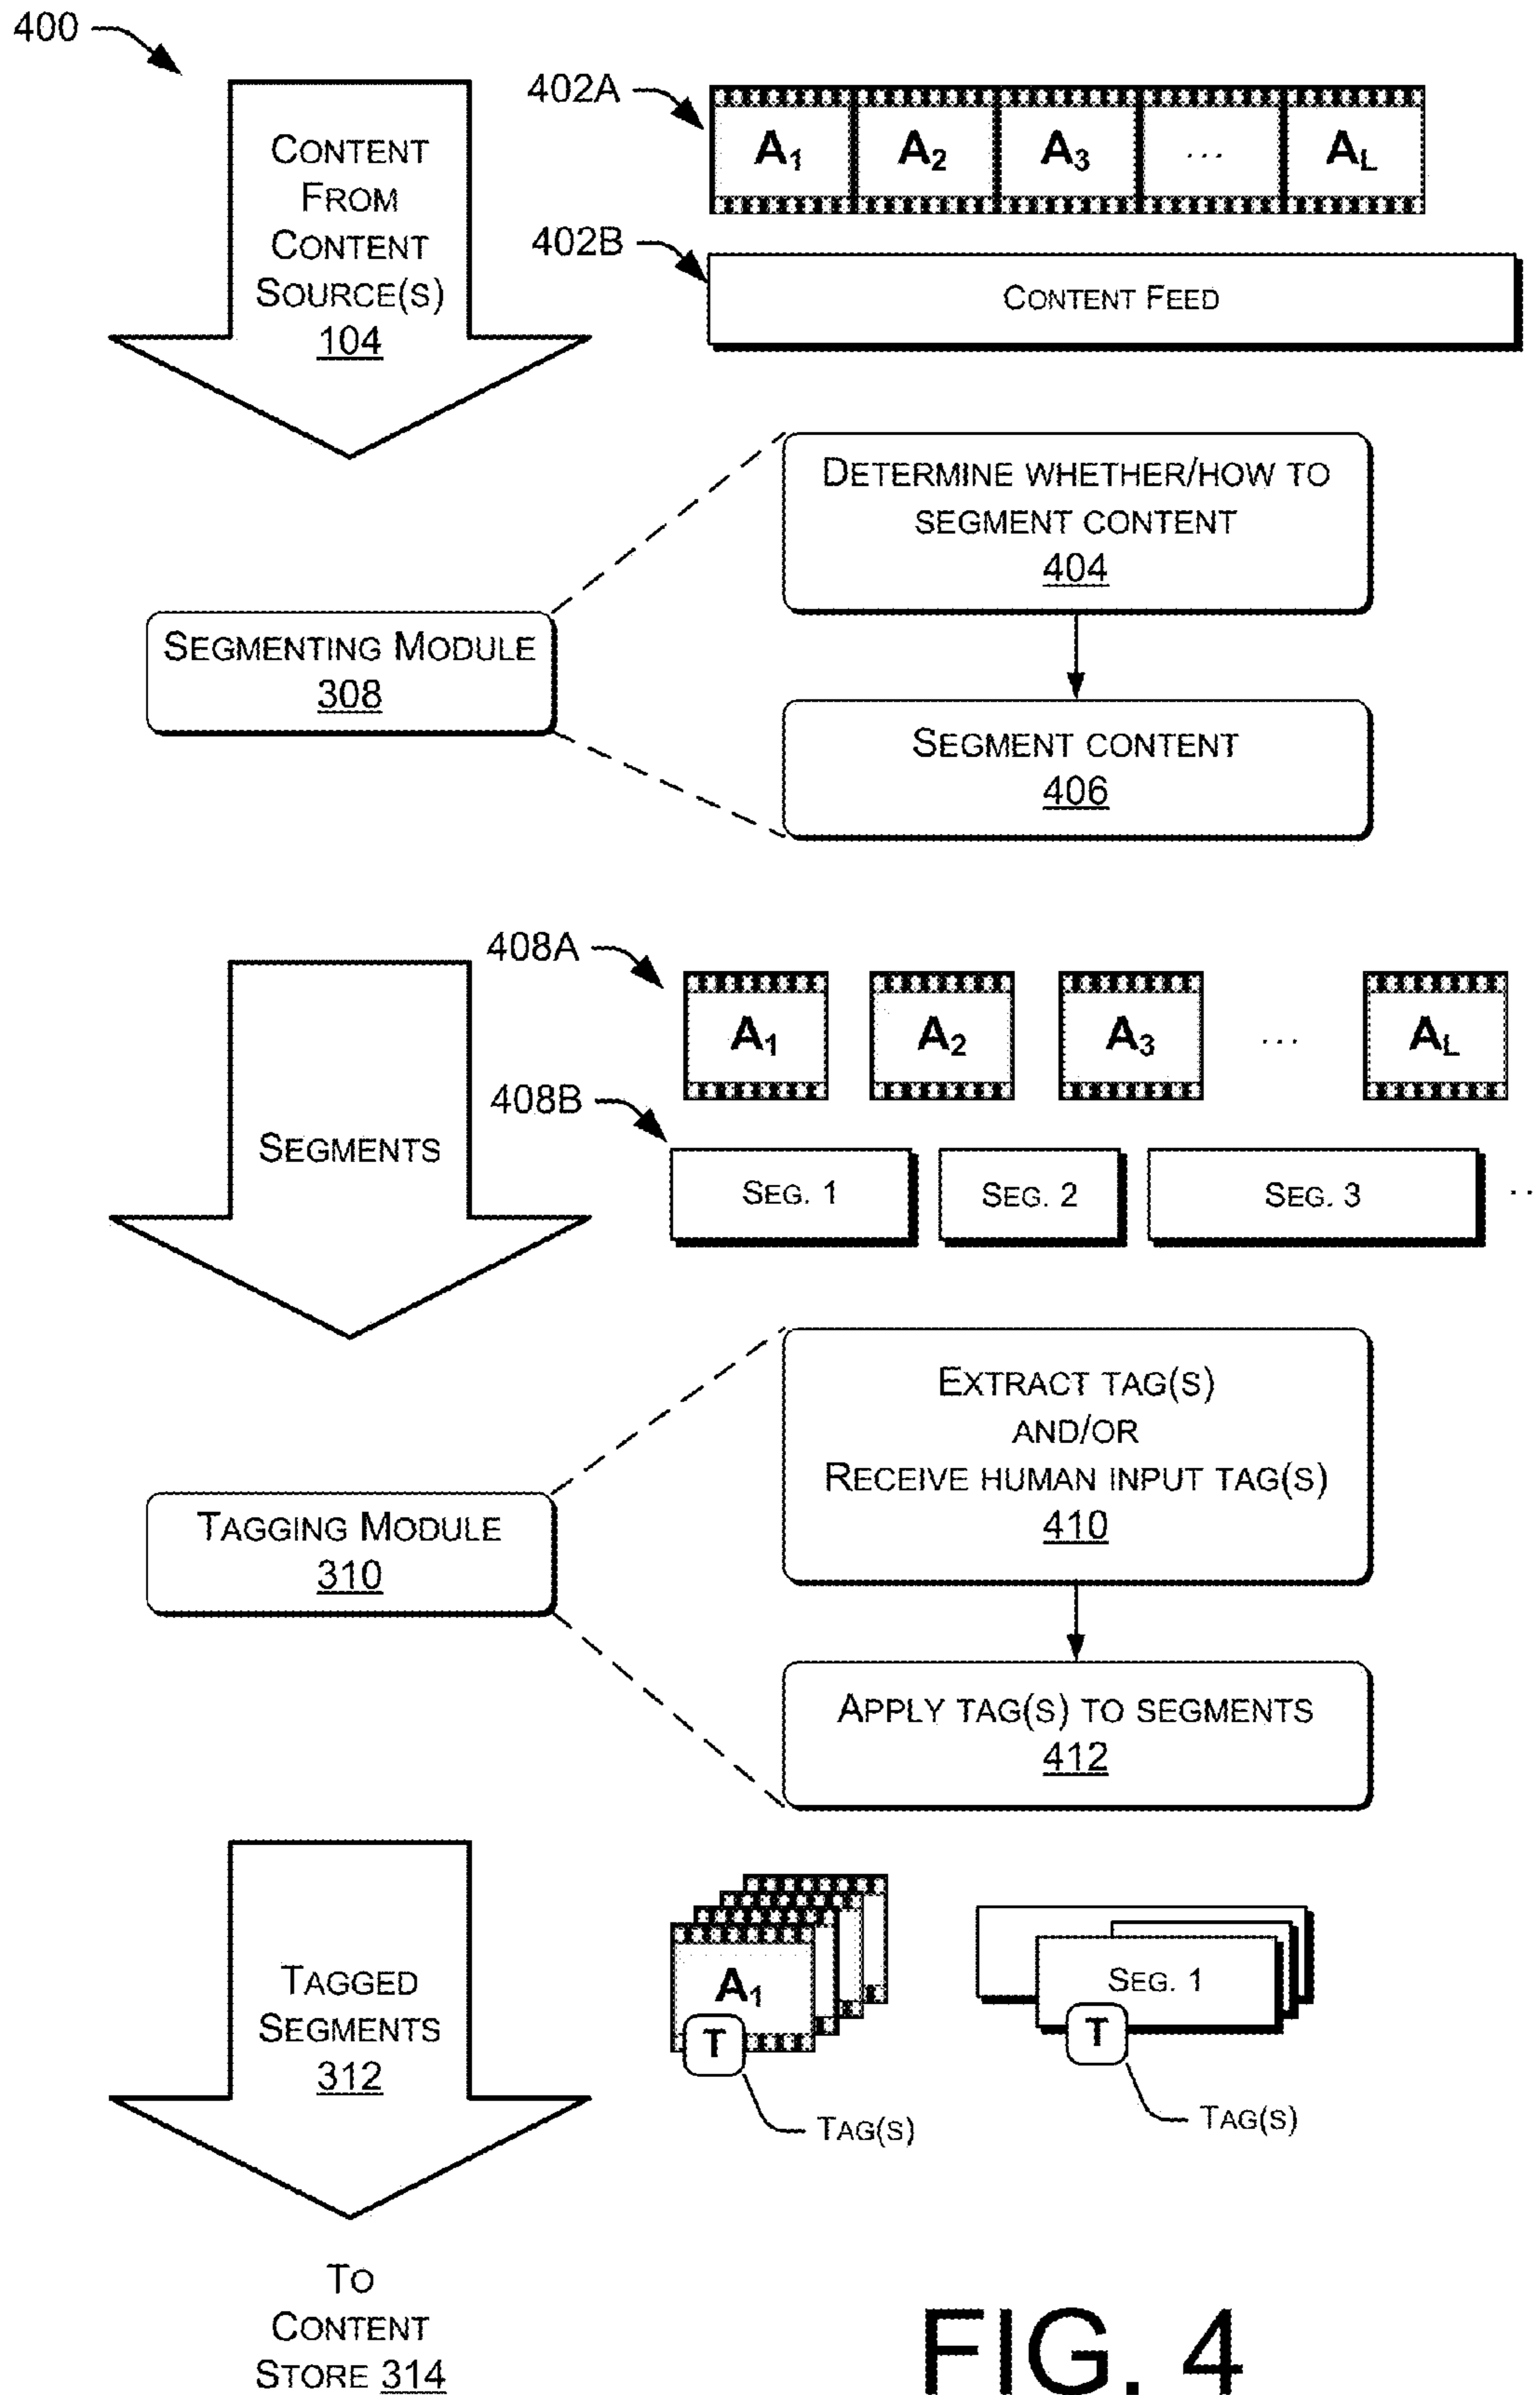 400
CONTENT
FROM
CONTENT
SOURCE(S)
104
402A
A1 A2 A3 ... AL
402B
CONTENT FEED
DETERMINE WHETHER/HOW TO
SEGMENT CONTENT
404
SEGMENTING MODULE
308
SEGMENT CONTENT
406
SEGMENTS
408A
A1 A2 A3 ... AL
408B
SEG. 1 SEG. 2 SEG. 3 ..
EXTRACT TAG(S)
AND/OR
RECEIVE HUMAN INPUT TAG(S)
410
TAGGING MODULE
310
APPLY TAG(S) TO SEGMENTS
412
TAGGED
SEGMENTS
312
A1
T
TAG(S)
SEG. 1
T
TAG(S)
TO
CONTENT
STORE 314
FIG. 4